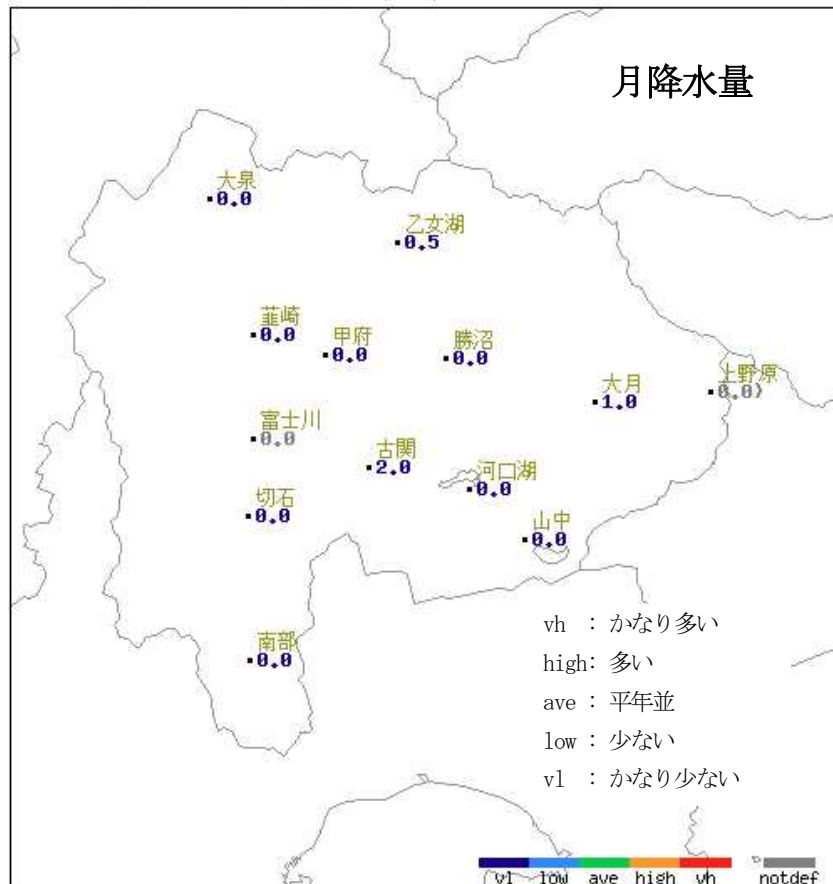 月降水量
大泉
0.0
乙女湖
0.5
韮崎
0.0
甲府
0.0
勝沼
0.0
大月
1.0
上野原
0.0)
富士川
0.0
古関
2.0
河口湖
0.0
切石
0.0
山中
0.0
南部
0.0
vh : かなり多い
high: 多い
ave : 平年並
low : 少ない
vl : かなり少ない
vl low ave high vh notdef